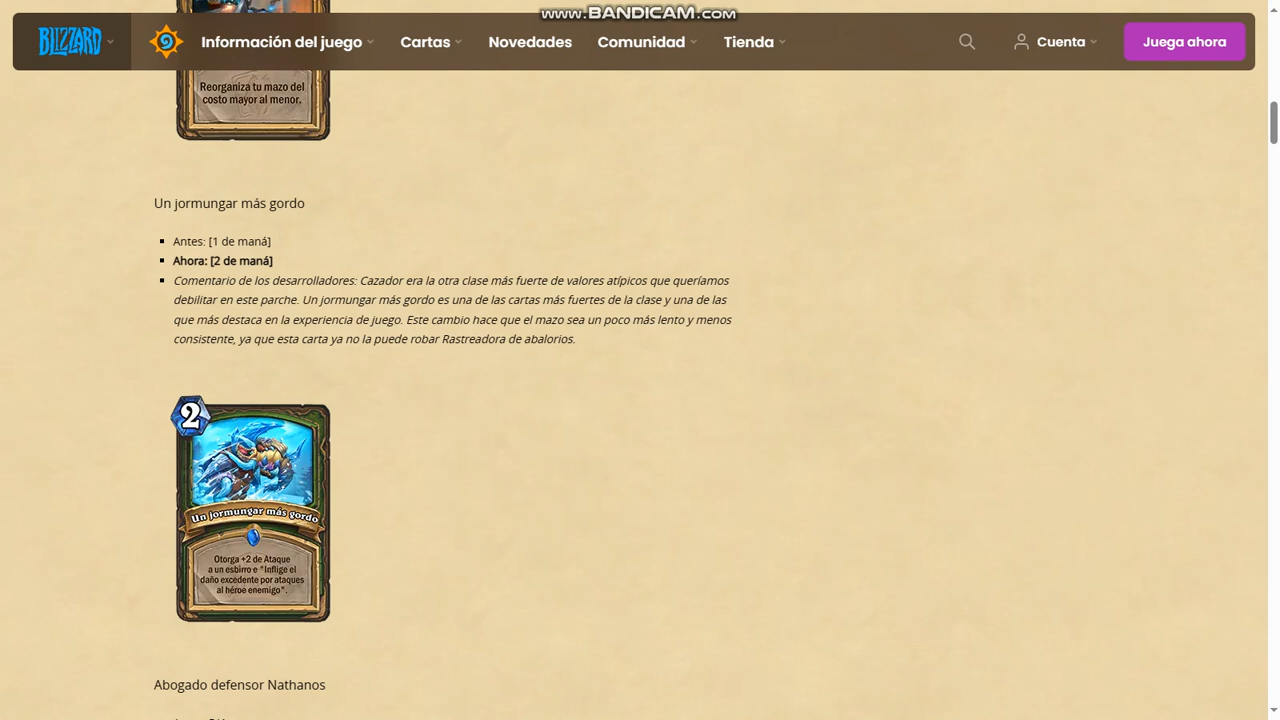 www.BANDICAM.com
BLIZZARD
Información del juego
Cartas
Novedades
Comunidad
Tienda
Cuenta
Juega ahora
Reorganiza tu mazo del
costo mayor al menor.
Un jormungar más gordo
Antes: [1 de maná]
Ahora: [2 de maná]
Comentario de los desarrolladores: Cazador era la otra clase más fuerte de valores atípicos que queríamos
debilitar en este parche. Un jormungar más gordo es una de las cartas más fuertes de la clase y una de las
que más destaca en la experiencia de juego. Este cambio hace que el mazo sea un poco más lento y menos
consistente, ya que esta carta ya no la puede robar Rastreadora de abalorios.
2
Un jormungar más gordo
Otorga +2 de Ataque
a un esbirro e "Inflige el
daño excedente por ataques
al héroe enemigo".
Abogado defensor Nathanos